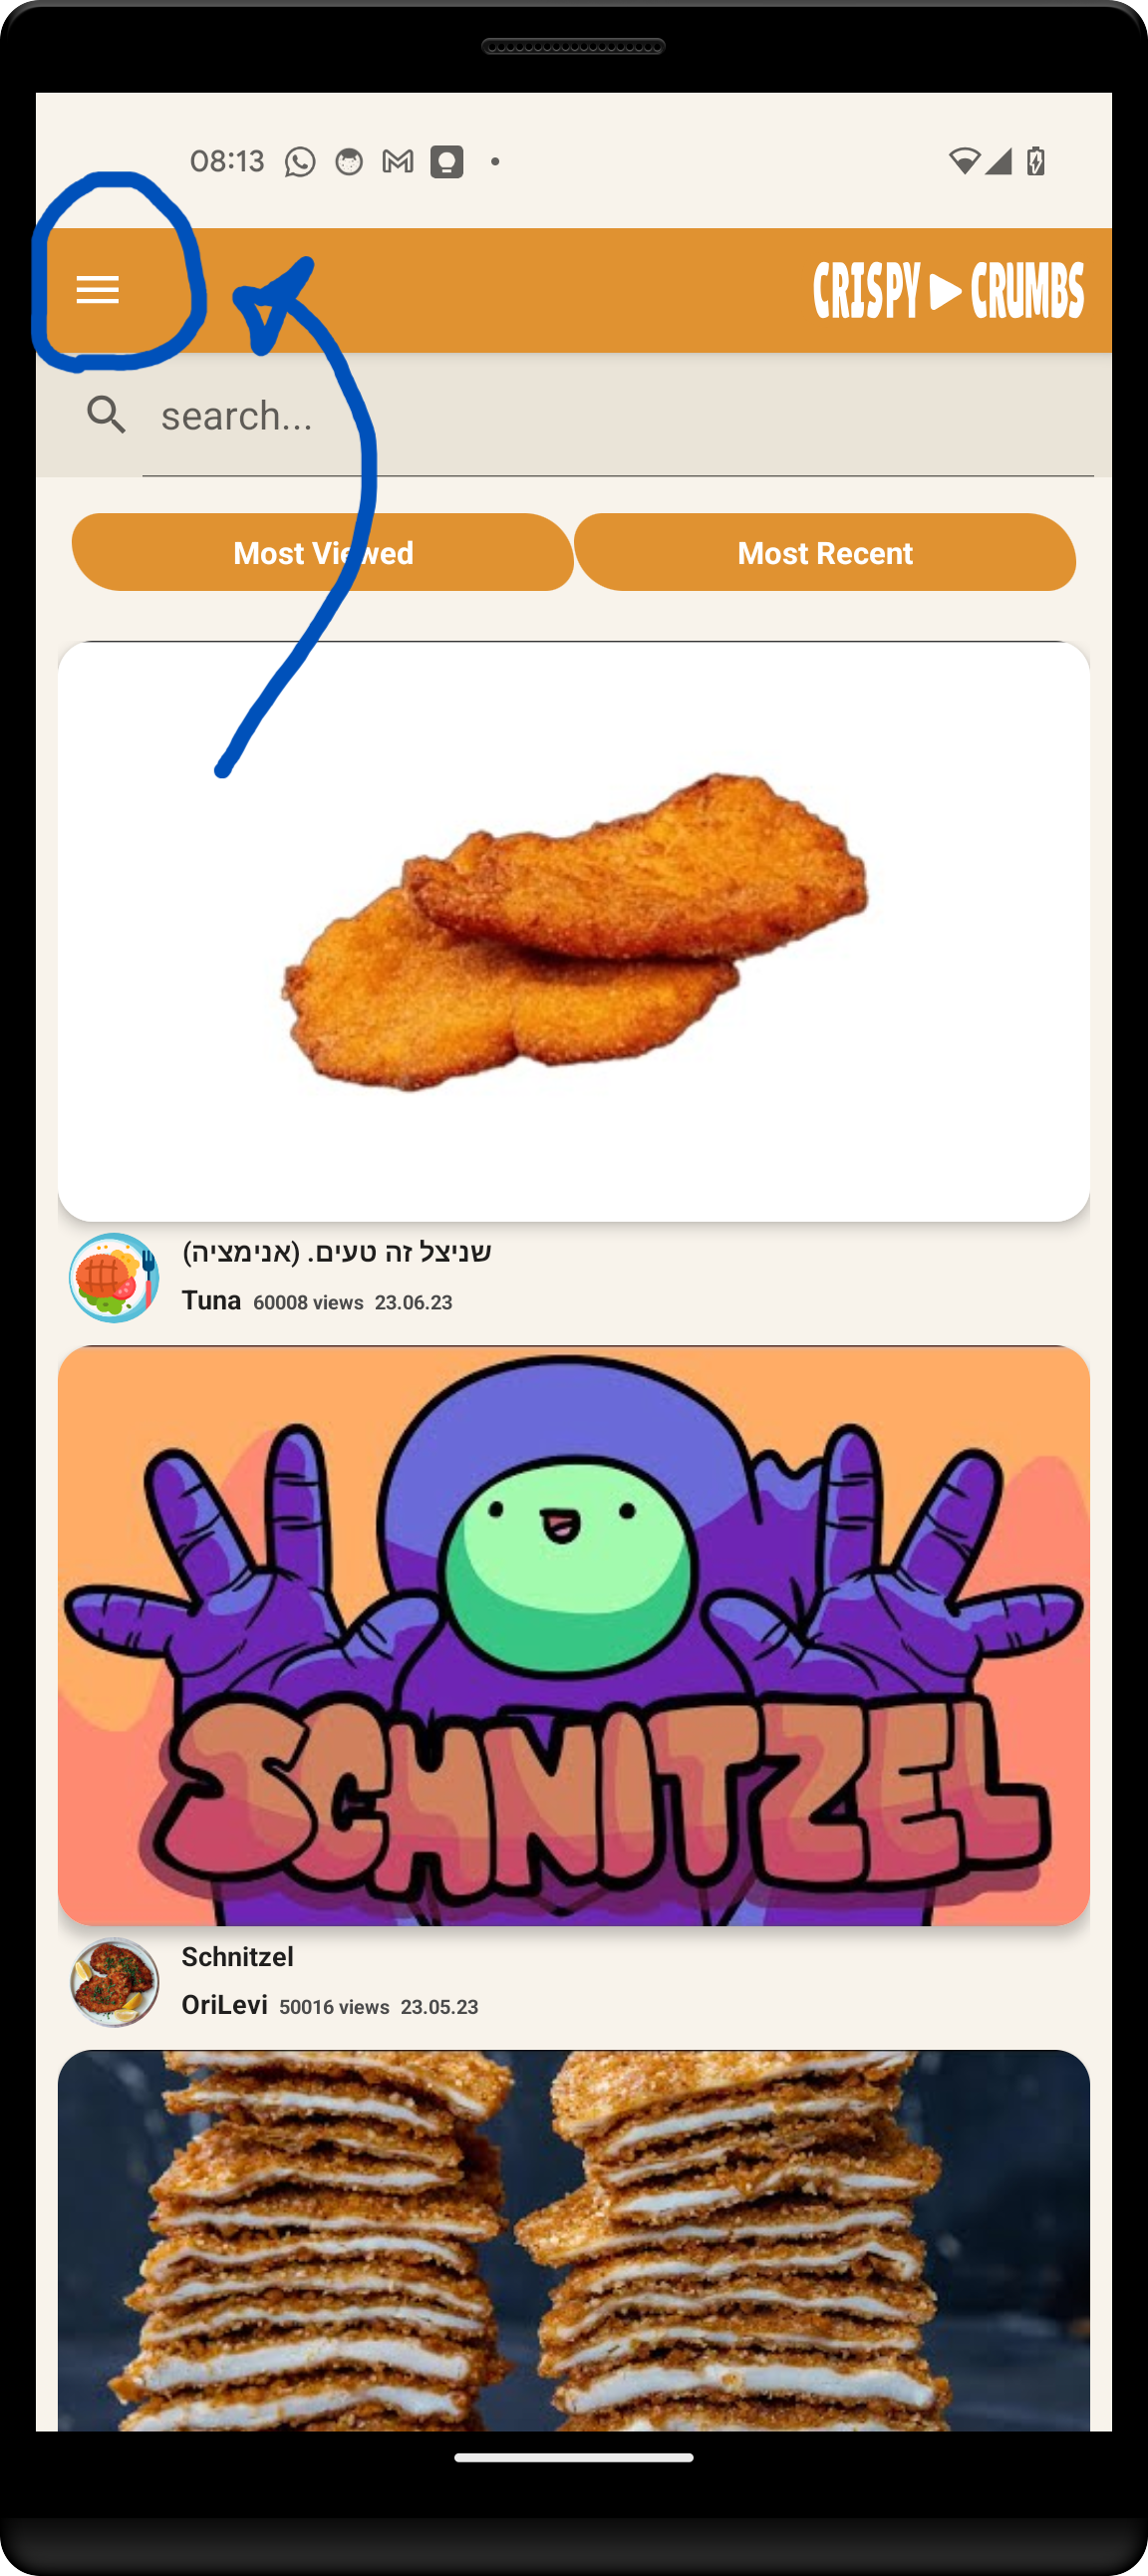 08:13
CRISPY CRUMBS
search...
Most Viewed
Most Recent
שניצל זה טעים. (אנימציה)
Tuna 60008 views 23.06.23
SCHNITZEL
Schnitzel
OriLevi 50016 views 23.05.23